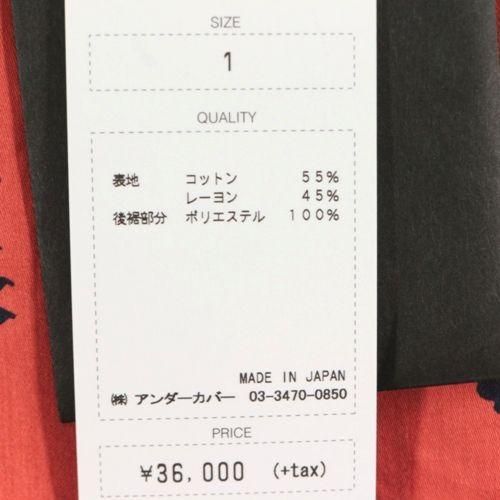 SIZE
1
QUALITY
表地 コットン 55%
レーヨン 45%
後裾部分 ポリエステル 100%
MADE IN JAPAN
㈱ アンダーカバー 03-3470-0850
PRICE
¥36,000 (+tax)